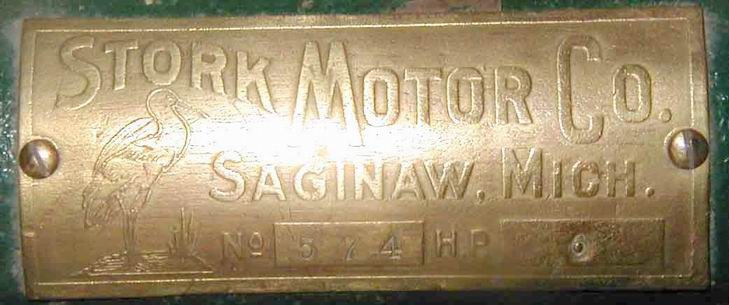 STORK MOTOR CO.
SAGINAW, MICH.
No 574 H.P.